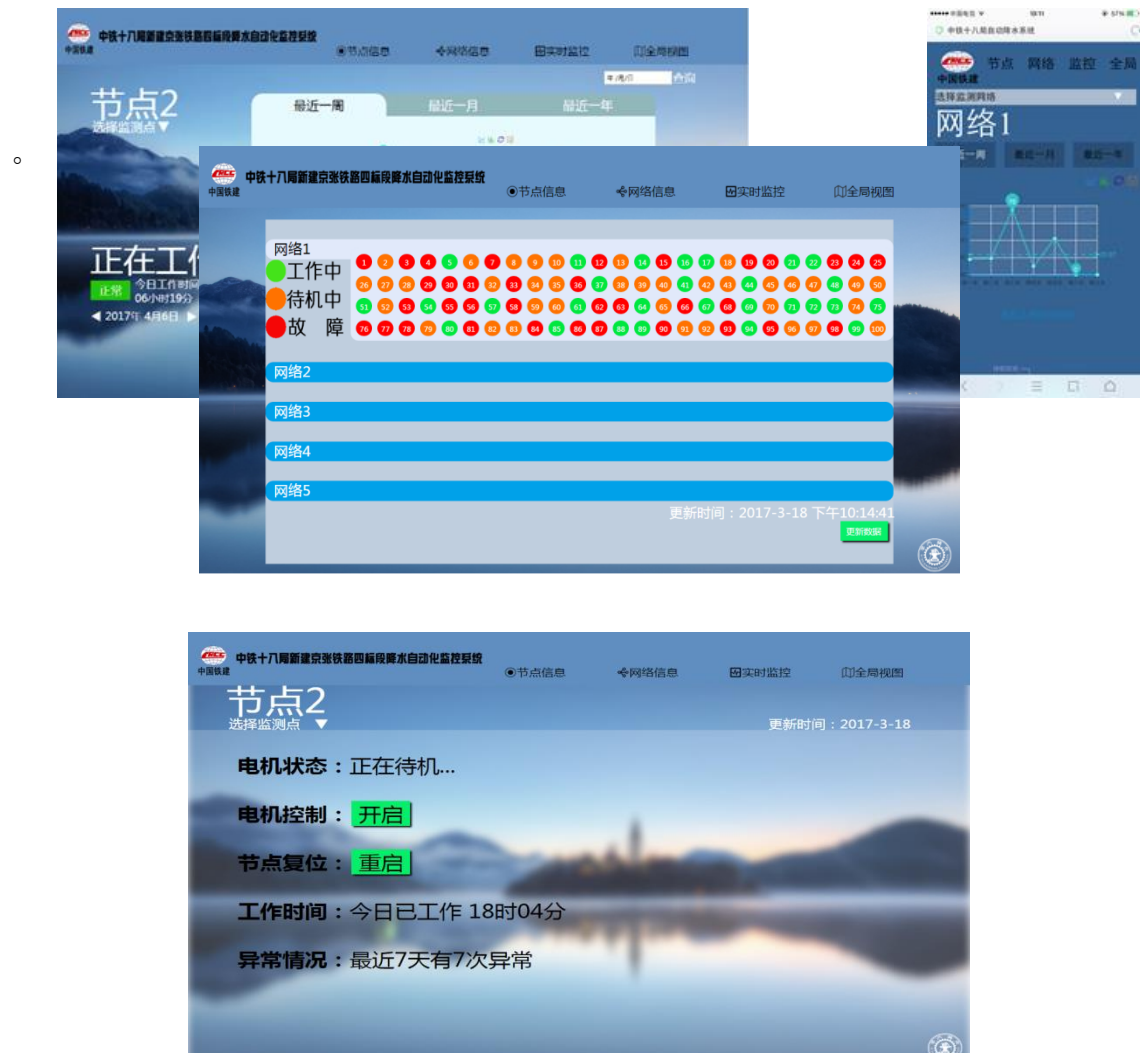 中铁十八局新建京张铁路四标段降水自动化监控系统
中国铁建
节点信息
网络信息
实时监控
全局视图
年/月/日
查询
节点2
选择监测点▼
最近一周
最近一月
最近一年
正在工作
正常
今日工作时间
06小时19分
◀ 2017年 4月6日 ▶
18:11
57%
中铁十八局自动降水系统
中国铁建
节点 网络 监控 全局
选择监测网络
网络1
最近一周
最近一月
最近一年
。
中国铁建
中铁十八局新建京张铁路四标段降水自动化监控系统
节点信息
网络信息
实时监控
全局视图
网络1
工作中
待机中
故 障
1 2 3 4 5 6 7 8 9 10 11 12 13 14 15 16 17 18 19 20 21 22 23 24 25
26 27 28 29 30 31 32 33 34 35 36 37 38 39 40 41 42 43 44 45 46 47 48 49 50
51 52 53 54 55 56 57 58 59 60 61 62 63 64 65 66 67 68 69 70 71 72 73 74 75
76 77 78 79 80 81 82 83 84 85 86 87 88 89 90 91 92 93 94 95 96 97 98 99 100
网络2
网络3
网络4
网络5
更新时间：2017-3-18 下午10:14:41
更新数据
中国铁建
中铁十八局新建京张铁路四标段降水自动化监控系统
节点信息
网络信息
实时监控
全局视图
节点2
选择监测点 ▼
更新时间：2017-3-18
电机状态：正在待机...
电机控制：开启
节点复位：重启
工作时间：今日已工作 18时04分
异常情况：最近7天有7次异常